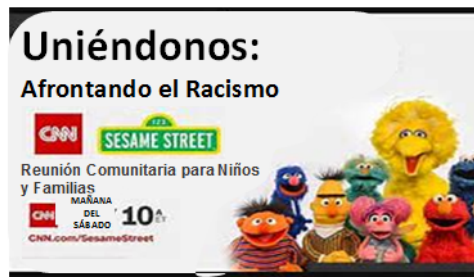 Uniéndonos:
Afrontando el Racismo
CNN
123
SESAME STREET
Reunión Comunitaria para Niños
y Familias
CNN
MAÑANA
DEL
SÁBADO
10 A
ET
CNN.com/SesameStreet